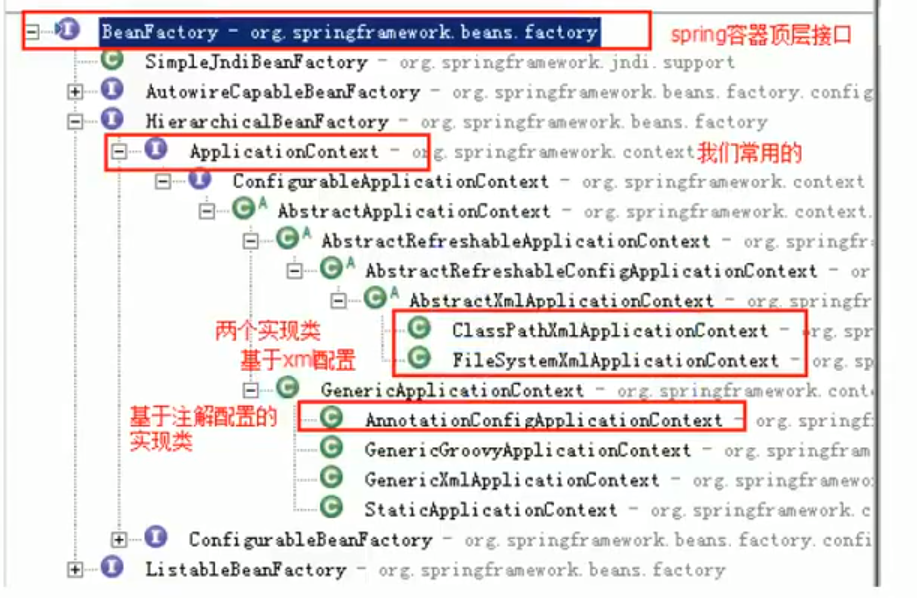 BeanFactory - org.springframework.beans.factory spring容器顶层接口
SimpleJndiBeanFactory - org.springframework.jndi.support
AutowireCapableBeanFactory - org.springframework.beans.factory.config
HierarchicalBeanFactory - org.springframework.beans.factory
ApplicationContext - org.springframework.context 我们常用的
ConfigurableApplicationContext - org.springframework.context
AbstractApplicationContext - org.springframework.context.
AbstractRefreshableApplicationContext - org.springfr
AbstractRefreshableConfigApplicationContext - or
AbstractXmlApplicationContext - org.springfr
两个实现类 ClassPathXmlApplicationContext - org.spr
基于xm配置 FileSystemXmlApplicationContext - org.sp
GenericApplicationContext - org.springframework.cont
基于注解配置的 AnnotationConfigApplicationContext - org.springf
实现类 GenericGroovyApplicationContext - org.springfram
GenericXmlApplicationContext - org.springframewo
StaticApplicationContext - org.springframework.c
ConfigurableBeanFactory - org.springframework.beans.factory.confi
ListableBeanFactory - org.springframework.beans.factory